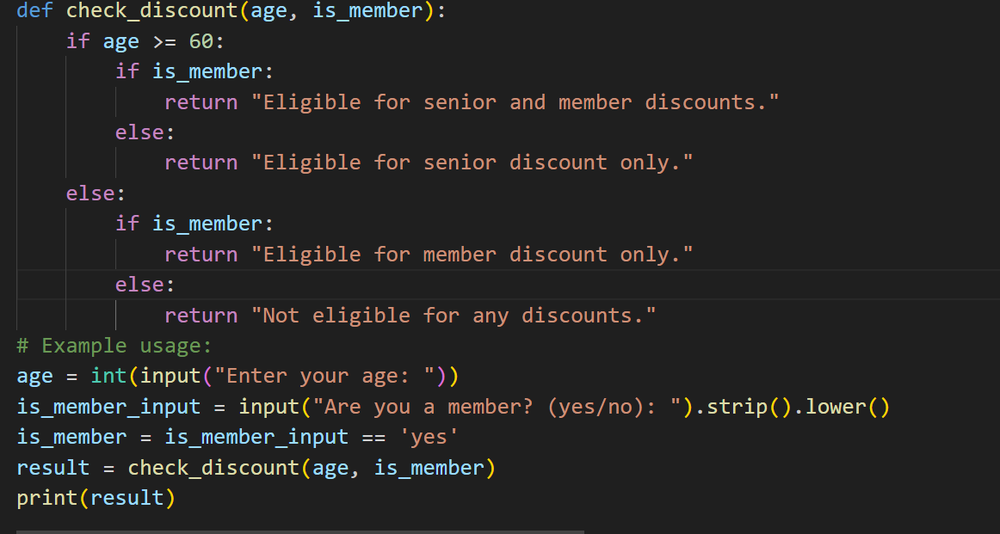 def check_discount(age, is_member):
    if age >= 60:
        if is_member:
            return "Eligible for senior and member discounts."
        else:
            return "Eligible for senior discount only."
    else:
        if is_member:
            return "Eligible for member discount only."
        else:
            return "Not eligible for any discounts."
# Example usage:
age = int(input("Enter your age: "))
is_member_input = input("Are you a member? (yes/no): ").strip().lower()
is_member = is_member_input == 'yes'
result = check_discount(age, is_member)
print(result)